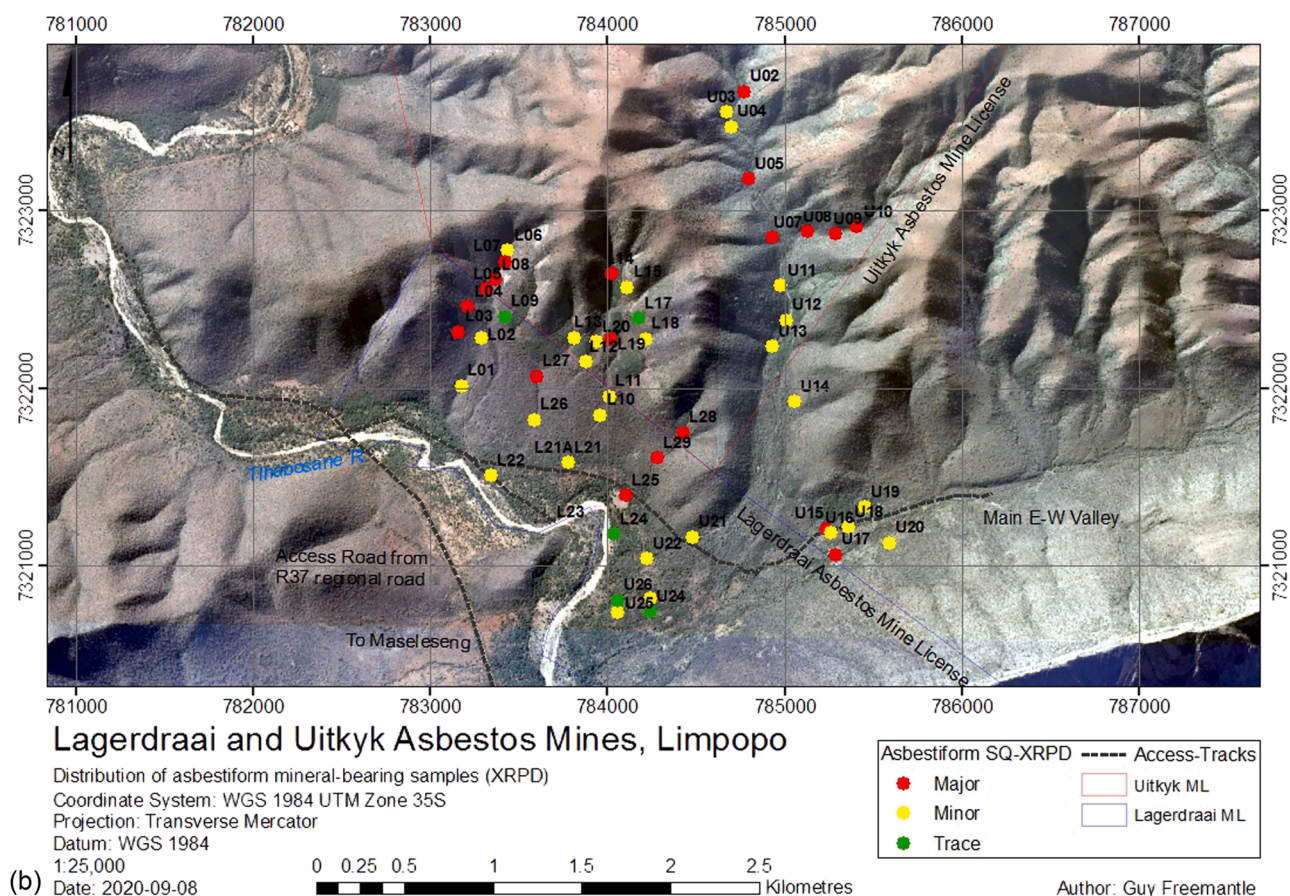 781000 782000 783000 784000 785000 786000 787000
U02
U03
U04
U05
7323000 7323000
U07 U08 U09 U10
Uitkyk Asbestos Mine License
L06
L07
L08
L05
L04
L03
L02
L09
L01
14
L15
L17
L13
L20
L18
L19
L12
U11
U12
U13
U14
L27
L26
7322000 7322000
L11
L10
L28
L29
L21A L21
L22
Tlhabosane R
L25
L23
L24
U19
U18
U15
U16
U17
U20
U21
U22
Main E-W Valley
Lagerdraai Asbestos Mine License
Access Road from
R37 regional road
7321000 7321000
U26
U25
U24
To Maseleseng
N
781000 782000 783000 784000 785000 786000 787000
Lagerdraai and Uitkyk Asbestos Mines, Limpopo
Distribution of asbestiform mineral-bearing samples (XRPD)
Coordinate System: WGS 1984 UTM Zone 35S
Projection: Transverse Mercator
Datum: WGS 1984
1:25,000
(b) Date: 2020-09-08
0 0.25 0.5 1 1.5 2 2.5
Kilometres
Asbestiform SQ-XRPD
Major
Minor
Trace
Access-Tracks
Uitkyk ML
Lagerdraai ML
Author: Guy Freemantle